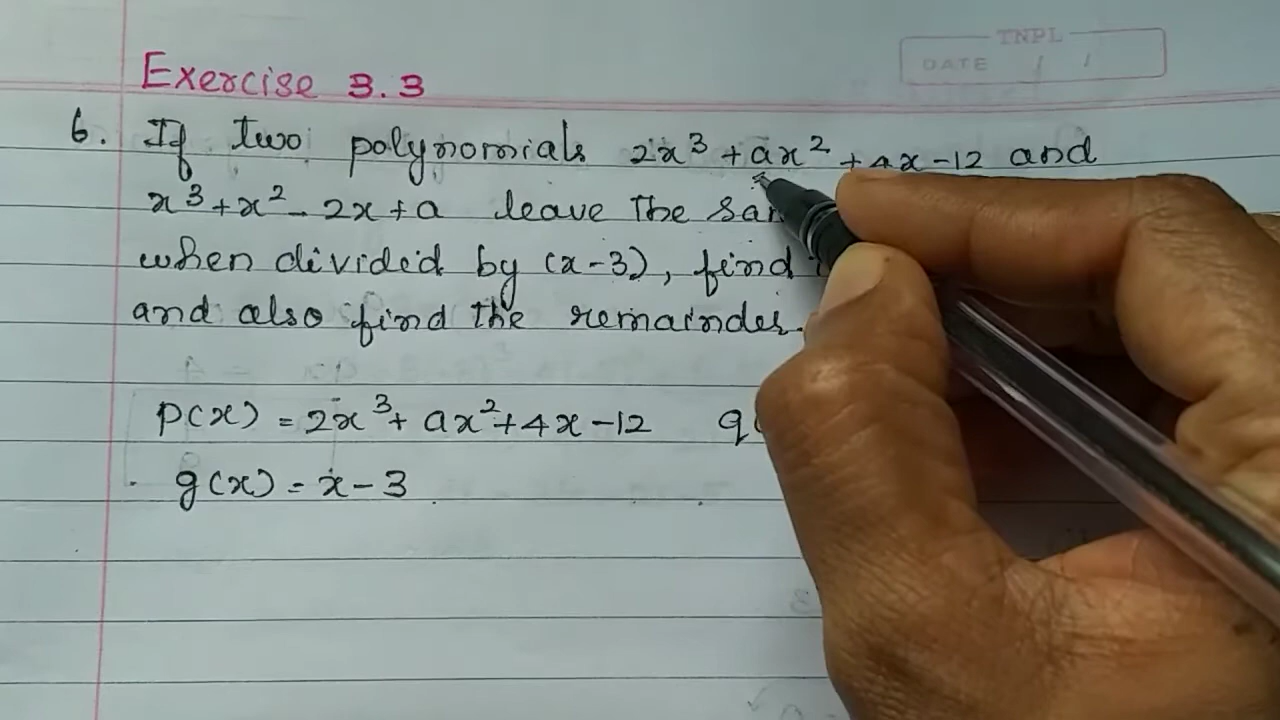 TNPL
DATE / /
Exercise 3.3
6. If two polynomials 2x³ + ax² + 4x - 12 and
x³ + x² - 2x + a leave the
when divided by (x-3), find
and also find the remainder.
p(x) = 2x³ + ax² + 4x - 12
g(x) = x - 3